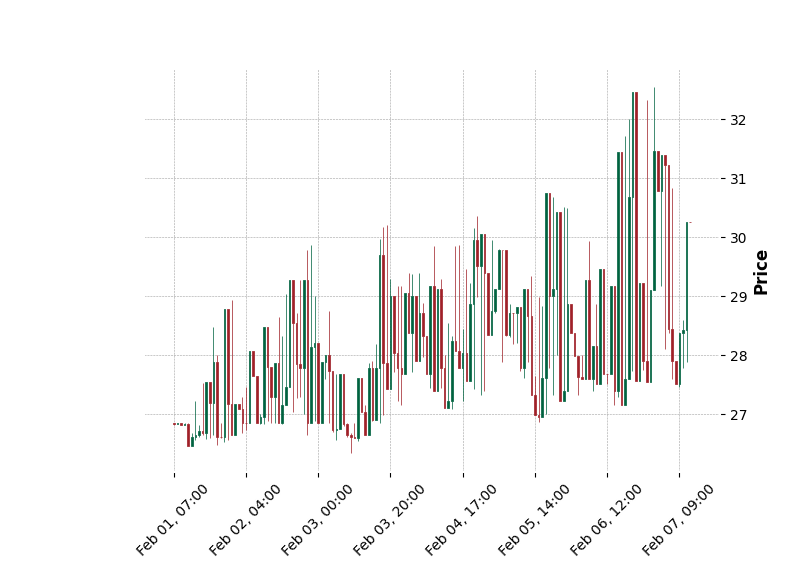 32
31
30
29
28
27
Price
Feb 01, 07:00
Feb 02, 04:00
Feb 03, 00:00
Feb 03, 20:00
Feb 04, 17:00
Feb 05, 14:00
Feb 06, 12:00
Feb 07, 09:00